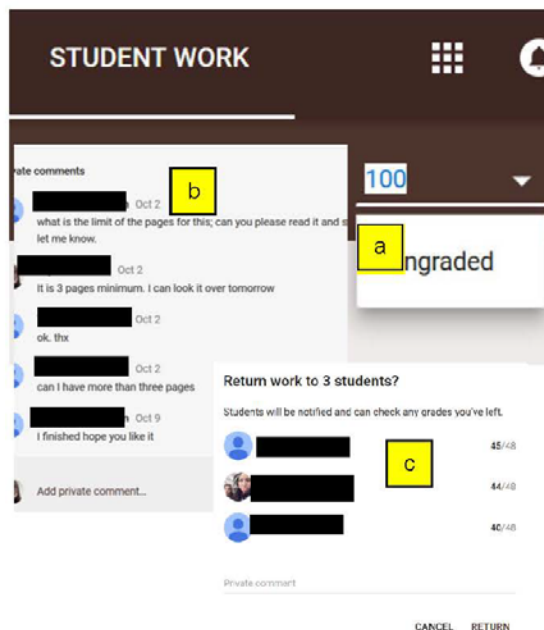 STUDENT WORK
100
a
ngraded
vate comments
b
Oct 2
what is the limit of the pages for this; can you please read it and s
let me know.
Oct 2
It is 3 pages minimum. I can look it over tomorrow
Oct 2
ok. thx
Oct 2
can I have more than three pages
Oct 9
I finished hope you like it
Add private comment...
Return work to 3 students?
Students will be notified and can check any grades you've left.
c
45/48
44/48
40/48
Private comment
CANCEL RETURN